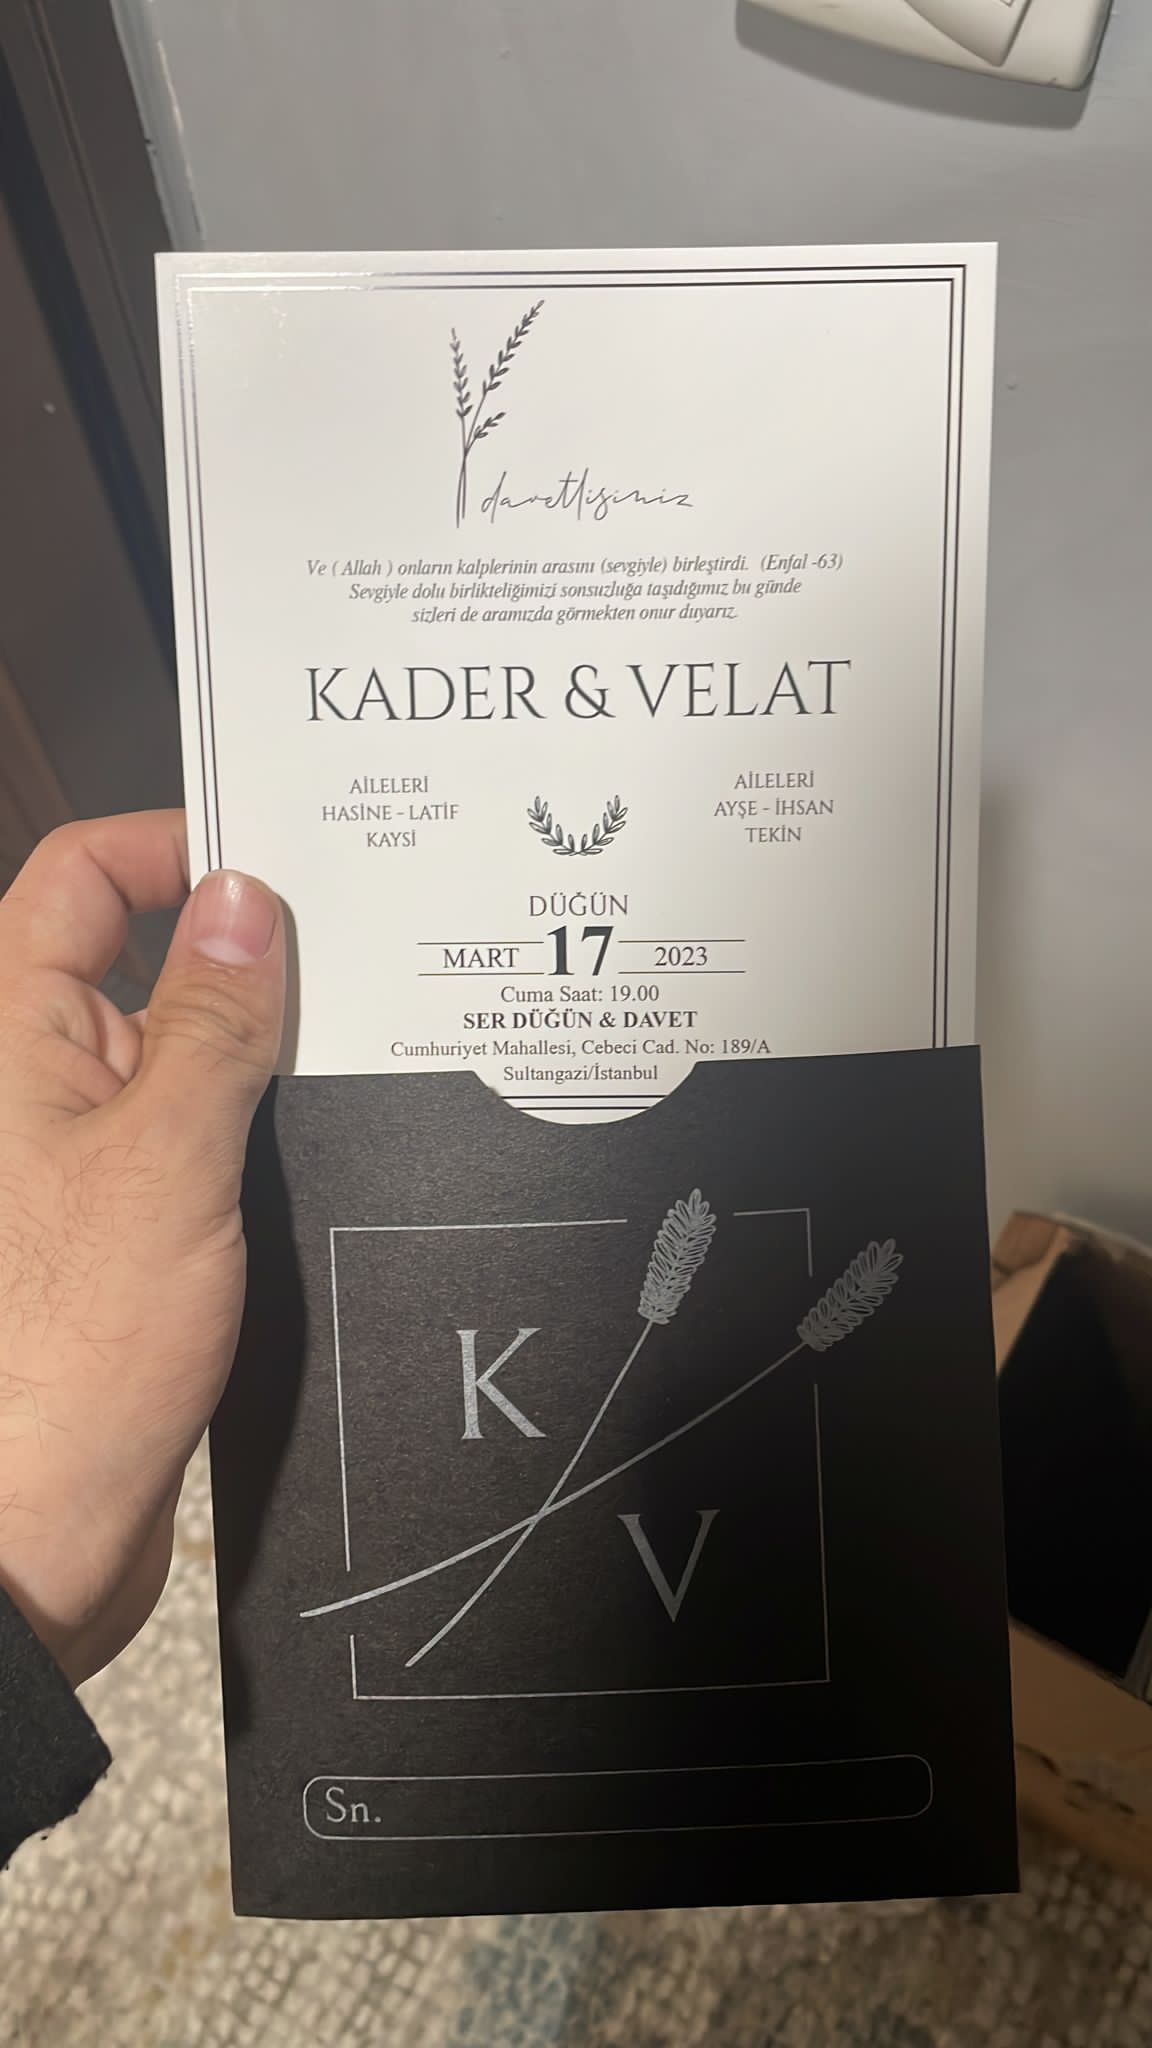 davetlisiniz
Ve ( Allah ) onların kalplerinin arasını (sevgiyle) birleştirdi. (Enfal -63)
Sevgiyle dolu birlikteliğimizi sonsuzluğa taşıdığımız bu günde
sizleri de aramızda görmekten onur duyarız.
KADER & VELAT
AİLELERİ
HASİNE - LATİF
KAYSİ
AİLELERİ
AYŞE - İHSAN
TEKİN
DÜĞÜN
MART 17 2023
Cuma Saat: 19.00
SER DÜĞÜN & DAVET
Cumhuriyet Mahallesi, Cebeci Cad. No: 189/A
Sultangazi/İstanbul
K
V
Sn.